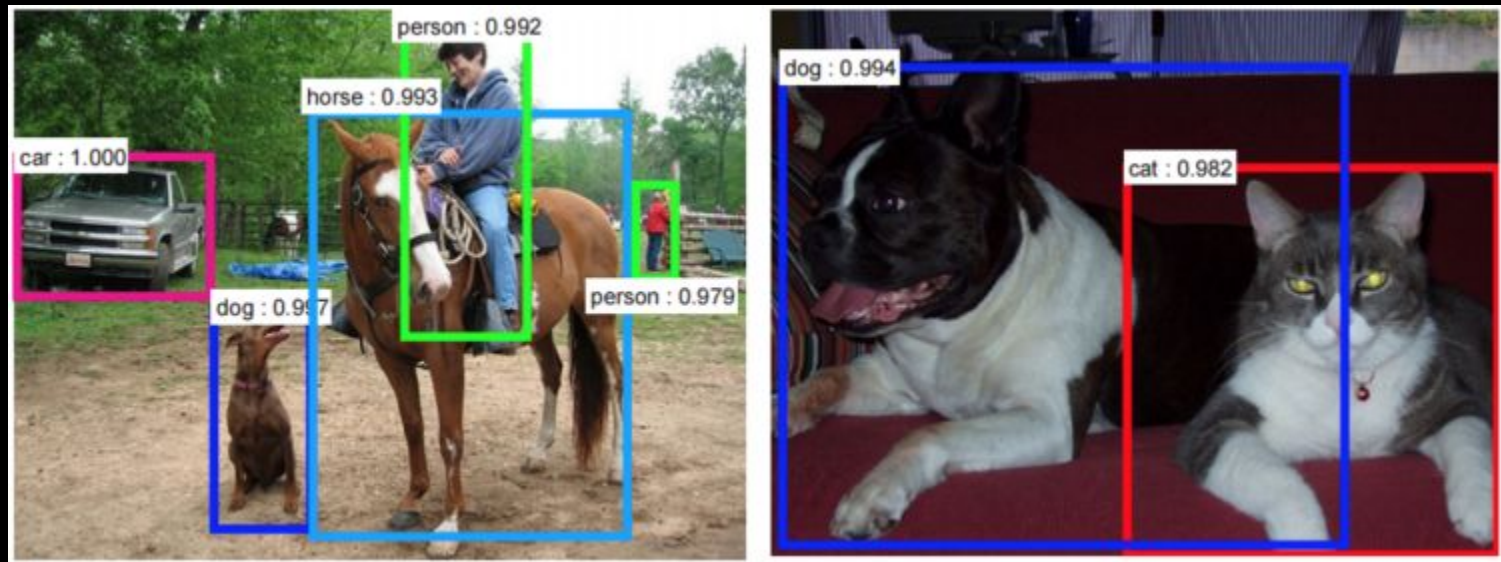 person : 0.992
horse : 0.993
car : 1.000
dog : 0.997
person : 0.979
dog : 0.994
cat : 0.982